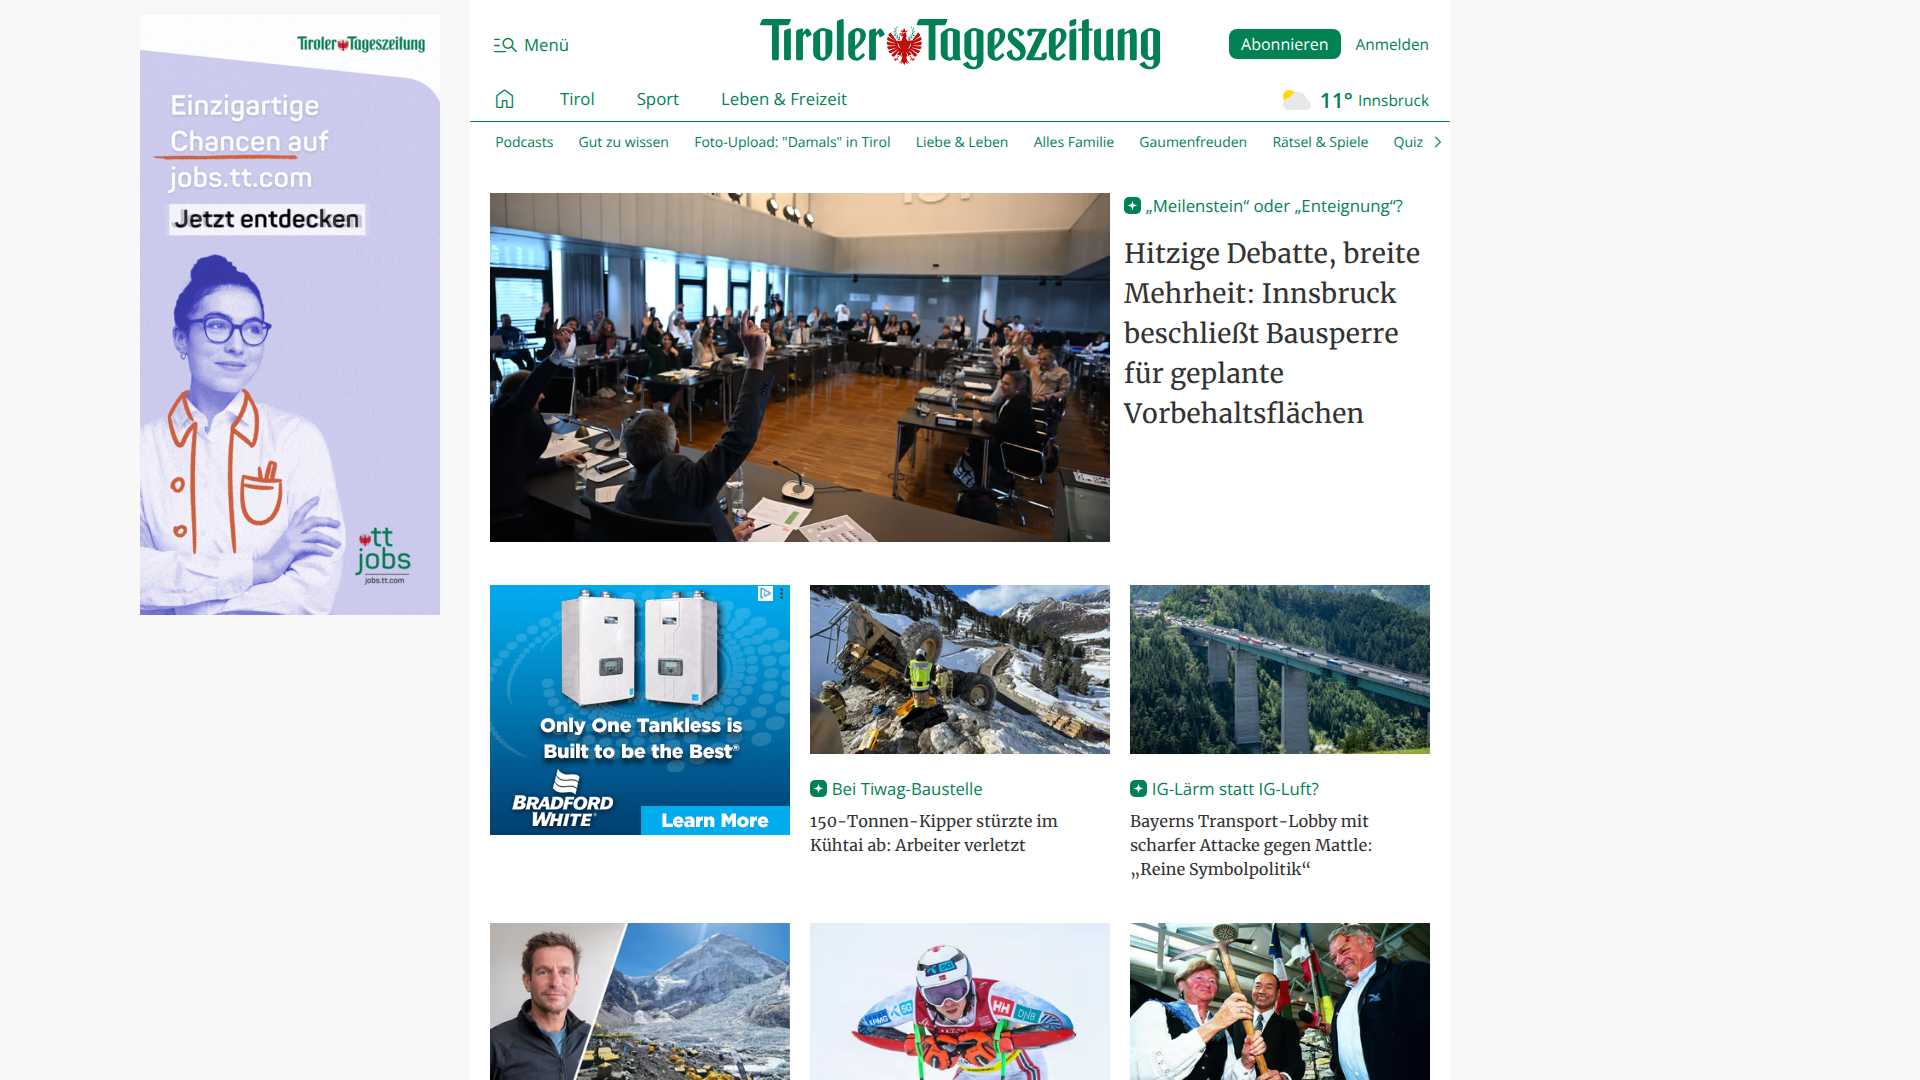 Tiroler Tageszeitung
Einzigartige
Chancen auf
jobs.tt.com
Jetzt entdecken
tt
jobs
jobs.tt.com
Menü
Tiroler Tageszeitung
Abonnieren
Anmelden
Tirol
Sport
Leben & Freizeit
11° Innsbruck
Podcasts
Gut zu wissen
Foto-Upload: "Damals" in Tirol
Liebe & Leben
Alles Familie
Gaumenfreuden
Rätsel & Spiele
Quiz
„Meilenstein“ oder „Enteignung“?
Hitzige Debatte, breite
Mehrheit: Innsbruck
beschließt Bausperre
für geplante
Vorbehaltsflächen
Only One Tankless is
Built to be the Best®
BRADFORD
WHITE
Learn More
Bei Tiwag-Baustelle
150-Tonnen-Kipper stürzte im
Kühtai ab: Arbeiter verletzt
IG-Lärm statt IG-Luft?
Bayerns Transport-Lobby mit
scharfer Attacke gegen Mattle:
„Reine Symbolpolitik“
KPMG
HH
DNB